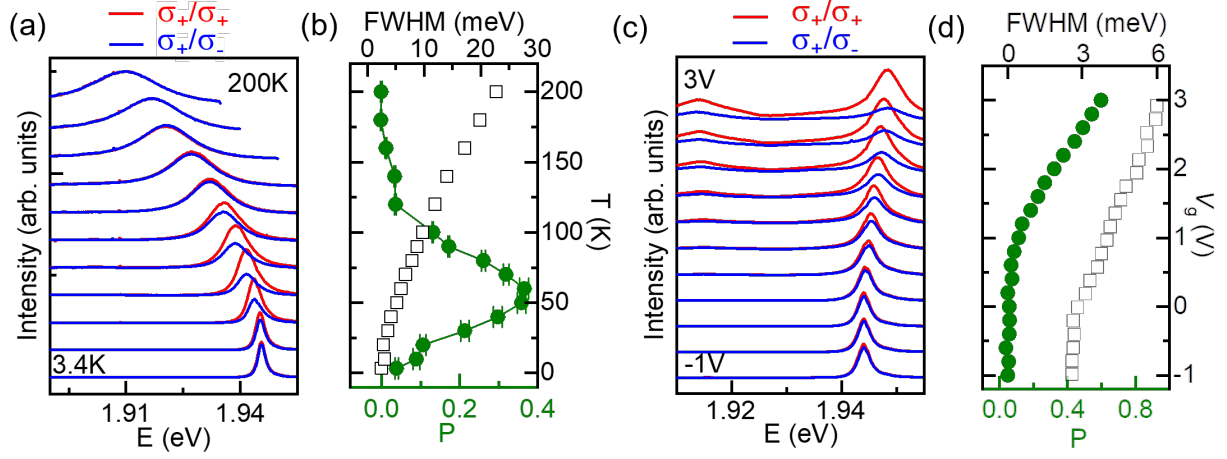 (a)
σ+/σ+
σ+/σ-
200K
3.4K
Intensity (arb. units)
1.91 1.94
E (eV)
(b)
FWHM (meV)
0 10 20 30
200
150
100
50
0
T (K)
0.0 0.2 0.4
P
(c)
σ+/σ+
σ+/σ-
3V
-1V
Intensity (arb. units)
1.92 1.94
E (eV)
(d)
FWHM (meV)
0 3 6
3
2
1
0
-1
Vg (V)
0.0 0.4 0.8
P